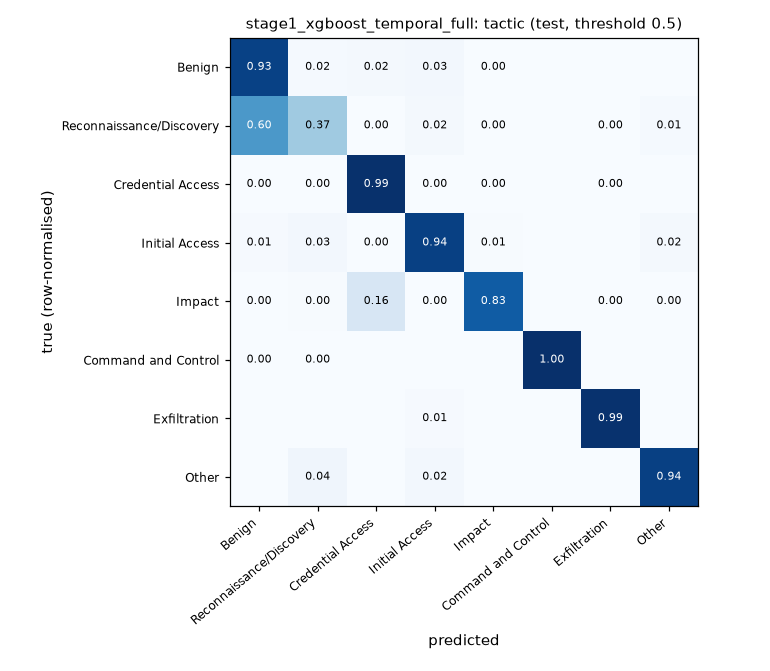 stage1_xgboost_temporal_full: tactic (test, threshold 0.5)
true (row-normalised)
Benign 0.93 0.02 0.02 0.03 0.00
Reconnaissance/Discovery 0.60 0.37 0.00 0.02 0.00 0.00 0.01
Credential Access 0.00 0.00 0.99 0.00 0.00 0.00
Initial Access 0.01 0.03 0.00 0.94 0.01 0.02
Impact 0.00 0.00 0.16 0.00 0.83 0.00 0.00
Command and Control 0.00 0.00 1.00
Exfiltration 0.01 0.99
Other 0.04 0.02 0.94
Benign
Reconnaissance/Discovery
Credential Access
Initial Access
Impact
Command and Control
Exfiltration
Other
predicted